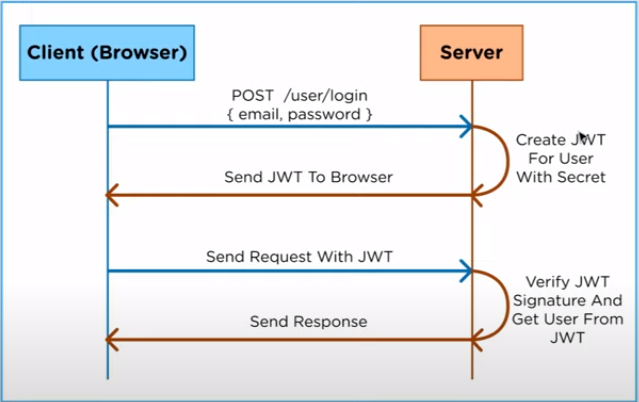 Client (Browser)
Server
POST /user/login
{ email, password }
Create JWT
For User
With Secret
Send JWT To Browser
Send Request With JWT
Verify JWT
Signature And
Get User From
JWT
Send Response